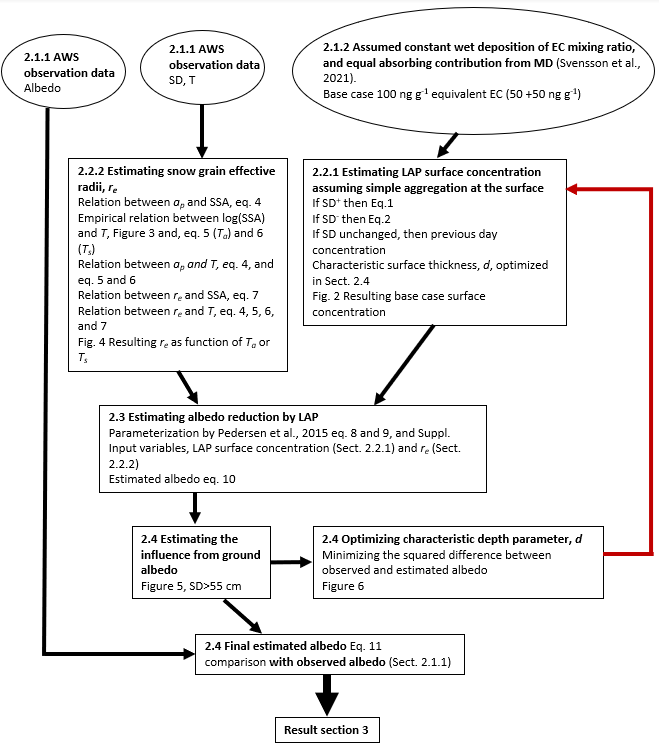 2.1.1 AWS
observation data
Albedo
2.1.1 AWS
observation data
SD, T
2.1.2 Assumed constant wet deposition of EC mixing ratio,
and equal absorbing contribution from MD (Svensson et al.,
2021).
Base case 100 ng g⁻¹ equivalent EC (50 +50 ng g⁻¹)
2.2.2 Estimating snow grain effective
radii, rₑ
Relation between aₚ and SSA, eq. 4
Empirical relation between log(SSA)
and T, Figure 3 and, eq. 5 (Tₐ) and 6
(Tₛ)
Relation between aₚ and T, eq. 4, and
eq. 5 and 6
Relation between rₑ and SSA, eq. 7
Relation between rₑ and T, eq. 4, 5, 6,
and 7
Fig. 4 Resulting rₑ as function of Tₐ or
Tₛ
2.2.1 Estimating LAP surface concentration
assuming simple aggregation at the surface
If SD⁺ then Eq.1
If SD⁻ then Eq.2
If SD unchanged, then previous day
concentration
Characteristic surface thickness, d, optimized
in Sect. 2.4
Fig. 2 Resulting base case surface
concentration
2.3 Estimating albedo reduction by LAP
Parameterization by Pedersen et al., 2015 eq. 8 and 9, and Suppl.
Input variables, LAP surface concentration (Sect. 2.2.1) and rₑ (Sect.
2.2.2)
Estimated albedo eq. 10
2.4 Estimating the
influence from ground
albedo
Figure 5, SD>55 cm
2.4 Optimizing characteristic depth parameter, d
Minimizing the squared difference between
observed and estimated albedo
Figure 6
2.4 Final estimated albedo Eq. 11
comparison with observed albedo (Sect. 2.1.1)
Result section 3